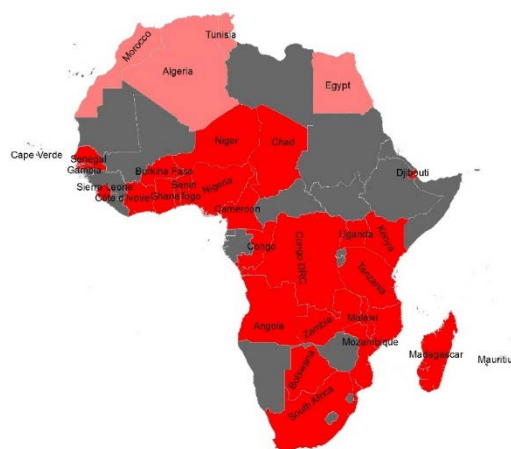 Morocco
Tunisia
Algeria
Egypt
Cape Verde
Senegal
Gambia
Niger
Chad
Burkina Faso
Djibouti
Sierra Leone
Benin
Nigeria
Cote d'Ivoire
Ghana
Togo
Cameroon
Congo
Congo DRC
Uganda
Kenya
Tanzania
Angola
Zambia
Malawi
Mozambique
Madagascar
Mauritiu
Botswana
South Africa